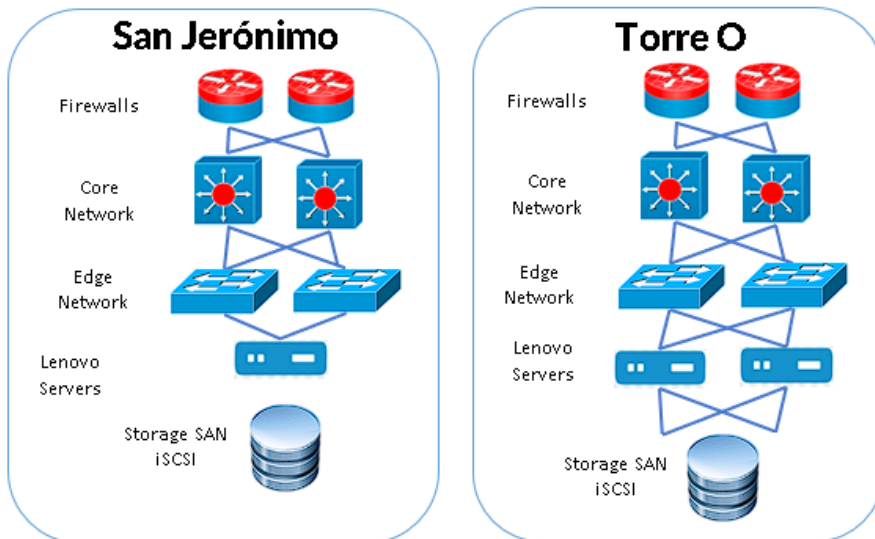 San Jerónimo
Firewalls
Core
Network
Edge
Network
Lenovo
Servers
Storage SAN
iSCSI
Torre O
Firewalls
Core
Network
Edge
Network
Lenovo
Servers
Storage SAN
iSCSI